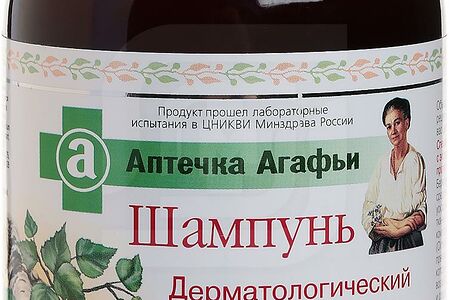 Продукт прошел лабораторные
испытания в ЦНИКВИ Минздрава России
а
Аптечка Агафьи
Шампунь
Дерматологический